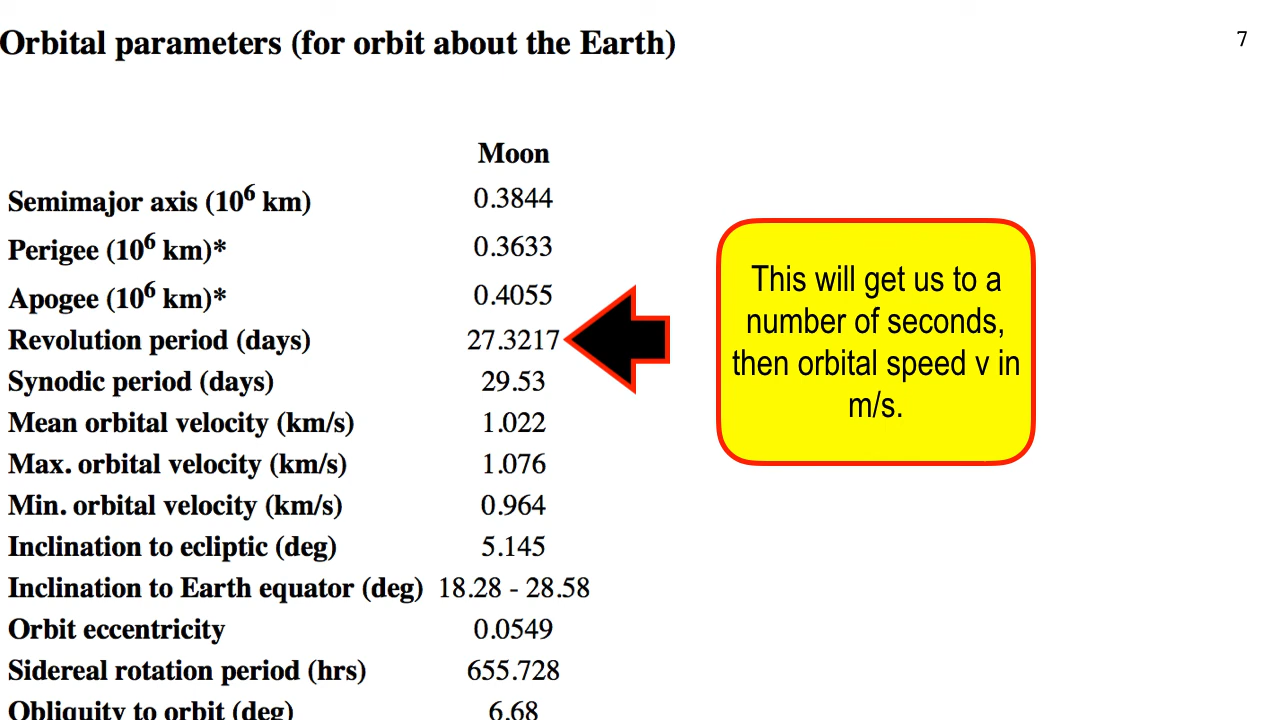 Orbital parameters (for orbit about the Earth)
7
Moon
Semimajor axis (10⁶ km) 0.3844
Perigee (10⁶ km)* 0.3633
Apogee (10⁶ km)* 0.4055
Revolution period (days) 27.3217
Synodic period (days) 29.53
Mean orbital velocity (km/s) 1.022
Max. orbital velocity (km/s) 1.076
Min. orbital velocity (km/s) 0.964
Inclination to ecliptic (deg) 5.145
Inclination to Earth equator (deg) 18.28 - 28.58
Orbit eccentricity 0.0549
Sidereal rotation period (hrs) 655.728
Obliquity to orbit (deg) 6.68
This will get us to a
number of seconds,
then orbital speed v in
m/s.